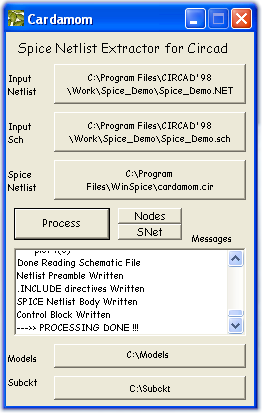 Cardamom
Spice Netlist Extractor for Circad
Input
Netlist
C:\Program Files\CIRCAD'98
\Work\Spice_Demo\Spice_Demo.NET
Input
Sch
C:\Program Files\CIRCAD'98
\Work\Spice_Demo\Spice_Demo.sch
Spice
Netlist
C:\Program
Files\WinSpice\cardamom.cir
Process
Nodes
SNet
Messages
Done Reading Schematic File
Netlist Preamble Written
.INCLUDE directives Written
SPICE Netlist Body Written
Control Block Written
--->> PROCESSING DONE !!!
Models
C:\Models
Subckt
C:\Subckt